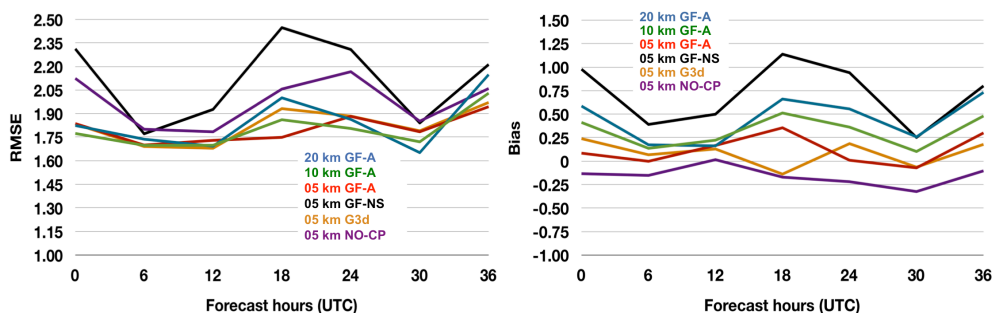 2.50
2.35
2.20
2.05
1.90
1.75
1.60
1.45
1.30
1.15
1.00
RMSE
20 km GF-A
10 km GF-A
05 km GF-A
05 km GF-NS
05 km G3d
05 km NO-CP
0 6 12 18 24 30 36
Forecast hours (UTC)
1.50
1.25
1.00
0.75
0.50
0.25
0
-0.25
-0.50
-0.75
-1.00
Bias
20 km GF-A
10 km GF-A
05 km GF-A
05 km GF-NS
05 km G3d
05 km NO-CP
0 6 12 18 24 30 36
Forecast hours (UTC)